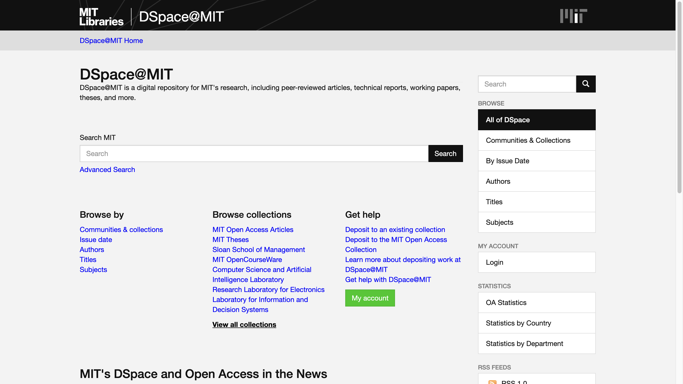 MIT
Libraries
DSpace@MIT
MIT
DSpace@MIT Home
DSpace@MIT
DSpace@MIT is a digital repository for MIT's research, including peer-reviewed articles, technical reports, working papers,
theses, and more.
Search MIT
Search
Search
Advanced Search
Browse by
Communities & collections
Issue date
Authors
Titles
Subjects
Browse collections
MIT Open Access Articles
MIT Theses
Sloan School of Management
MIT OpenCourseWare
Computer Science and Artificial
Intelligence Laboratory
Research Laboratory for Electronics
Laboratory for Information and
Decision Systems
View all collections
Get help
Deposit to an existing collection
Deposit to the MIT Open Access
Collection
Learn more about depositing work at
DSpace@MIT
Get help with DSpace@MIT
My account
MIT's DSpace and Open Access in the News
Search
BROWSE
All of DSpace
Communities & Collections
By Issue Date
Authors
Titles
Subjects
MY ACCOUNT
Login
STATISTICS
OA Statistics
Statistics by Country
Statistics by Department
RSS FEEDS
RSS 1.0